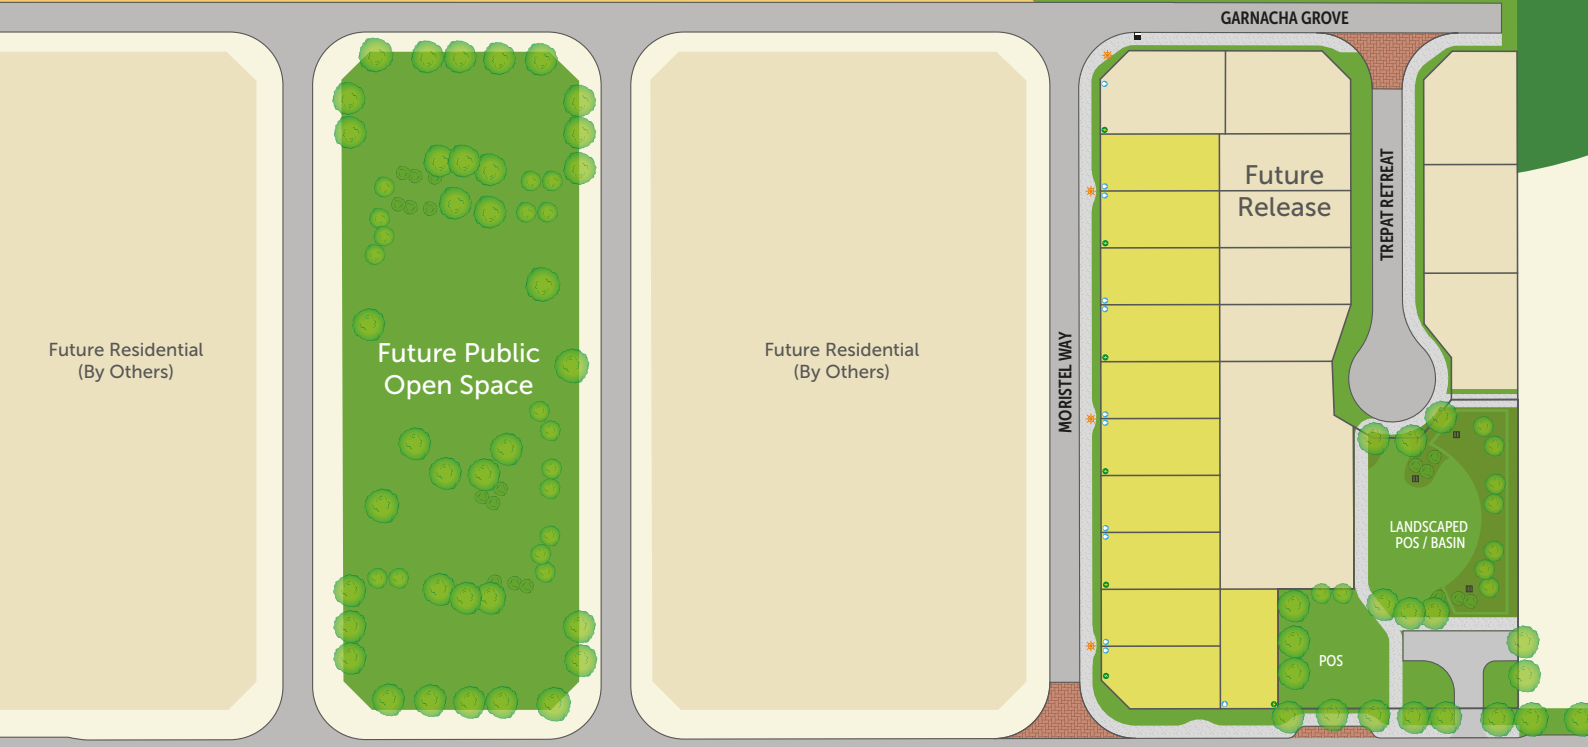 GARNACHA GROVE
Future
Release
TREPAT RETREAT
Future Residential
(By Others)
Future Public
Open Space
Future Residential
(By Others)
MORISTEL WAY
LANDSCAPED
POS / BASIN
POS